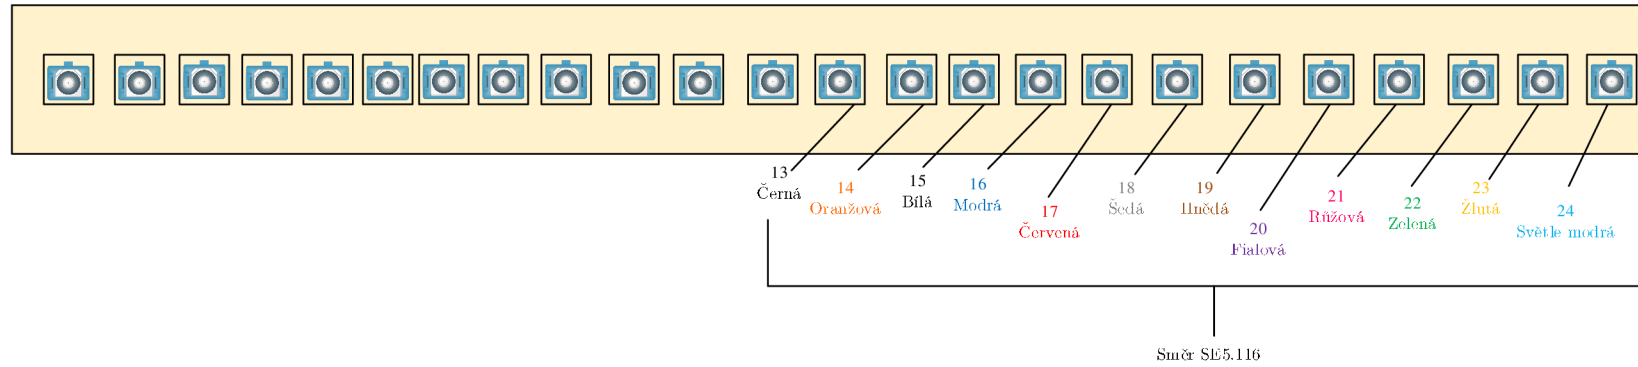 13
Černá
14
Oranžová
15
Bílá
16
Modrá
17
Červená
18
Šedá
19
Hnědá
20
Fialová
21
Růžová
22
Zelená
23
Žlutá
24
Světle modrá
Směr SE5.116